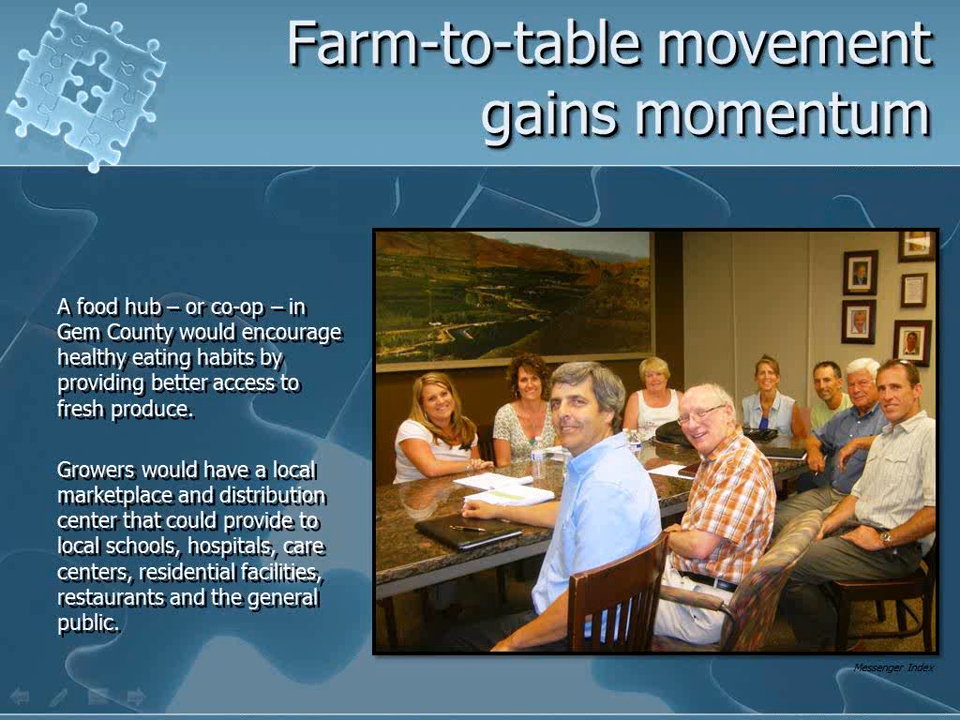 Farm-to-table movement
gains momentum
A food hub – or co-op – in
Gem County would encourage
healthy eating habits by
providing better access to
fresh produce.
Growers would have a local
marketplace and distribution
center that could provide to
local schools, hospitals, care
centers, residential facilities,
restaurants and the general
public.
Messenger Index